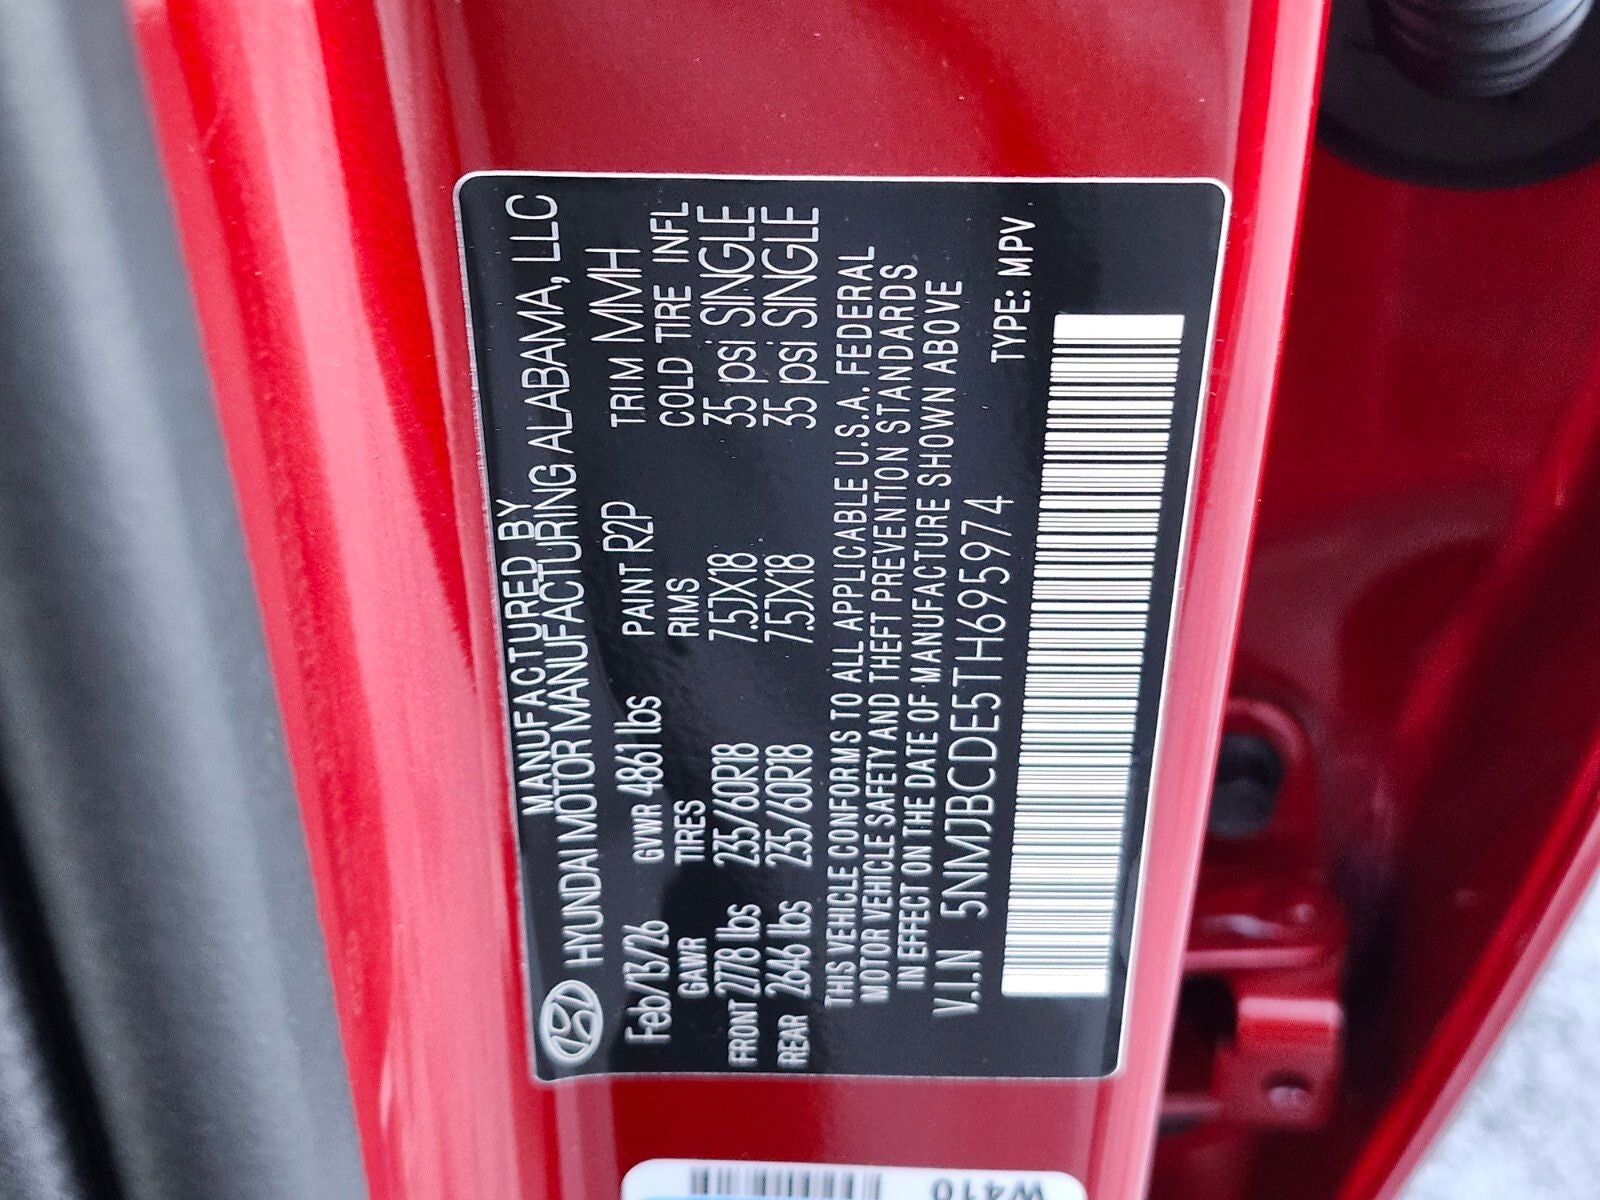 MANUFACTURED BY
HYUNDAI MOTOR MANUFACTURING ALABAMA, LLC
Feb/13/26 GVWR 4861 lbs PAINT R2P TRIM MMH
GAWR TIRES RIMS COLD TIRE INFL
FRONT 2778 lbs 235/60R18 7.5JX18 35 psi SINGLE
REAR 2646 lbs 235/60R18 7.5JX18 35 psi SINGLE
THIS VEHICLE CONFORMS TO ALL APPLICABLE U.S.A. FEDERAL
MOTOR VEHICLE SAFETY AND THEFT PREVENTION STANDARDS
IN EFFECT ON THE DATE OF MANUFACTURE SHOWN ABOVE
V.I.N 5NMJBCDE5TH695974 TYPE: MPV
W410